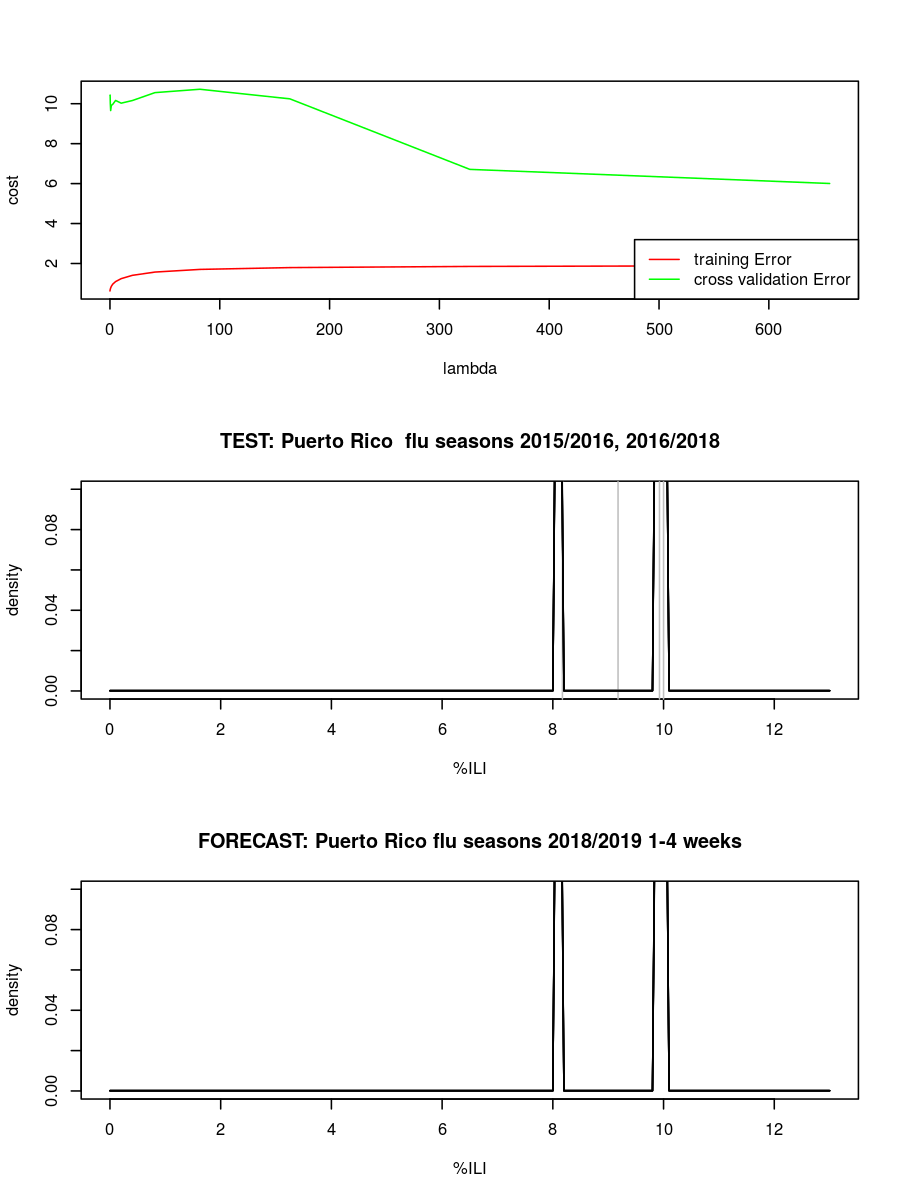 10
8
6
4
2
cost
training Error
cross validation Error
0 100 200 300 400 500 600
lambda
TEST: Puerto Rico  flu seasons 2015/2016, 2016/2018
0.08
0.04
0.00
density
0 2 4 6 8 10 12
%ILI
FORECAST: Puerto Rico flu seasons 2018/2019 1-4 weeks
0.08
0.04
0.00
density
0 2 4 6 8 10 12
%ILI